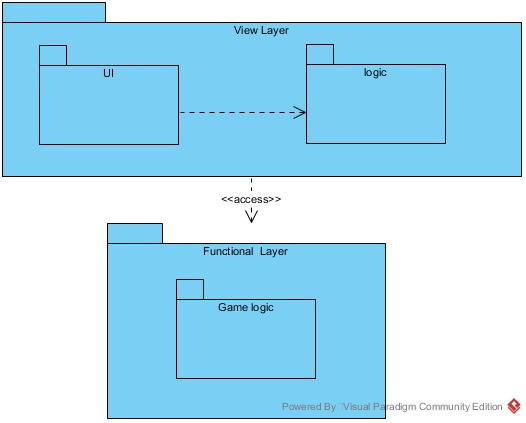 View Layer
UI
logic
<<access>>
Functional Layer
Game logic
Powered By Visual Paradigm Community Edition